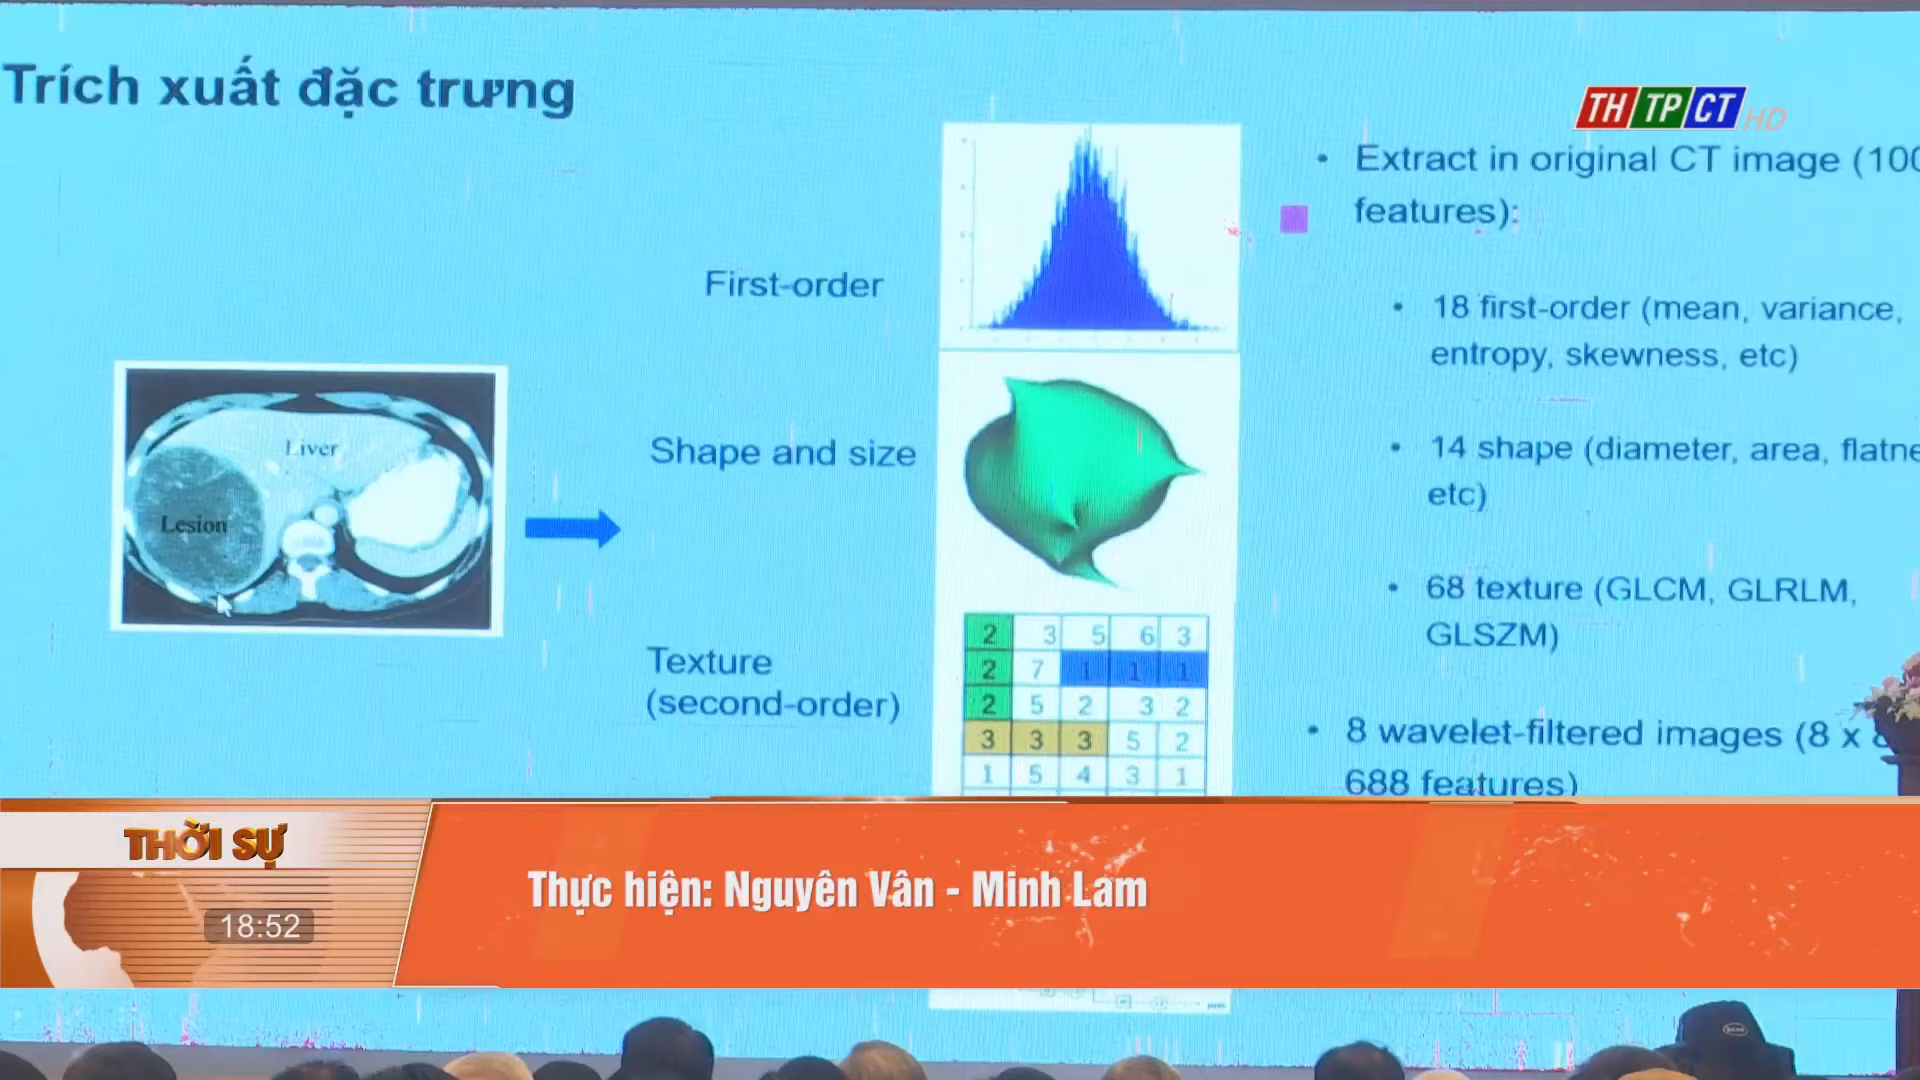 Trích xuất đặc trưng
TH TP CT HD
Extract in original CT image (100
features):
First-order
18 first-order (mean, variance,
entropy, skewness, etc)
Liver
Lesion
Shape and size
14 shape (diameter, area,
etc)
Texture
(second-order)
68 texture (GLCM, GLRLM,
GLSZM)
2 3 5 6 3
2 7 1 1 1
2 5 2 3 2
3 3 3 5 2
1 5 4 3 1
8 wavelet-filtered images (8 x
688 features)
THỜI SỰ
18:52
Thực hiện: Nguyên Vân - Minh Lam